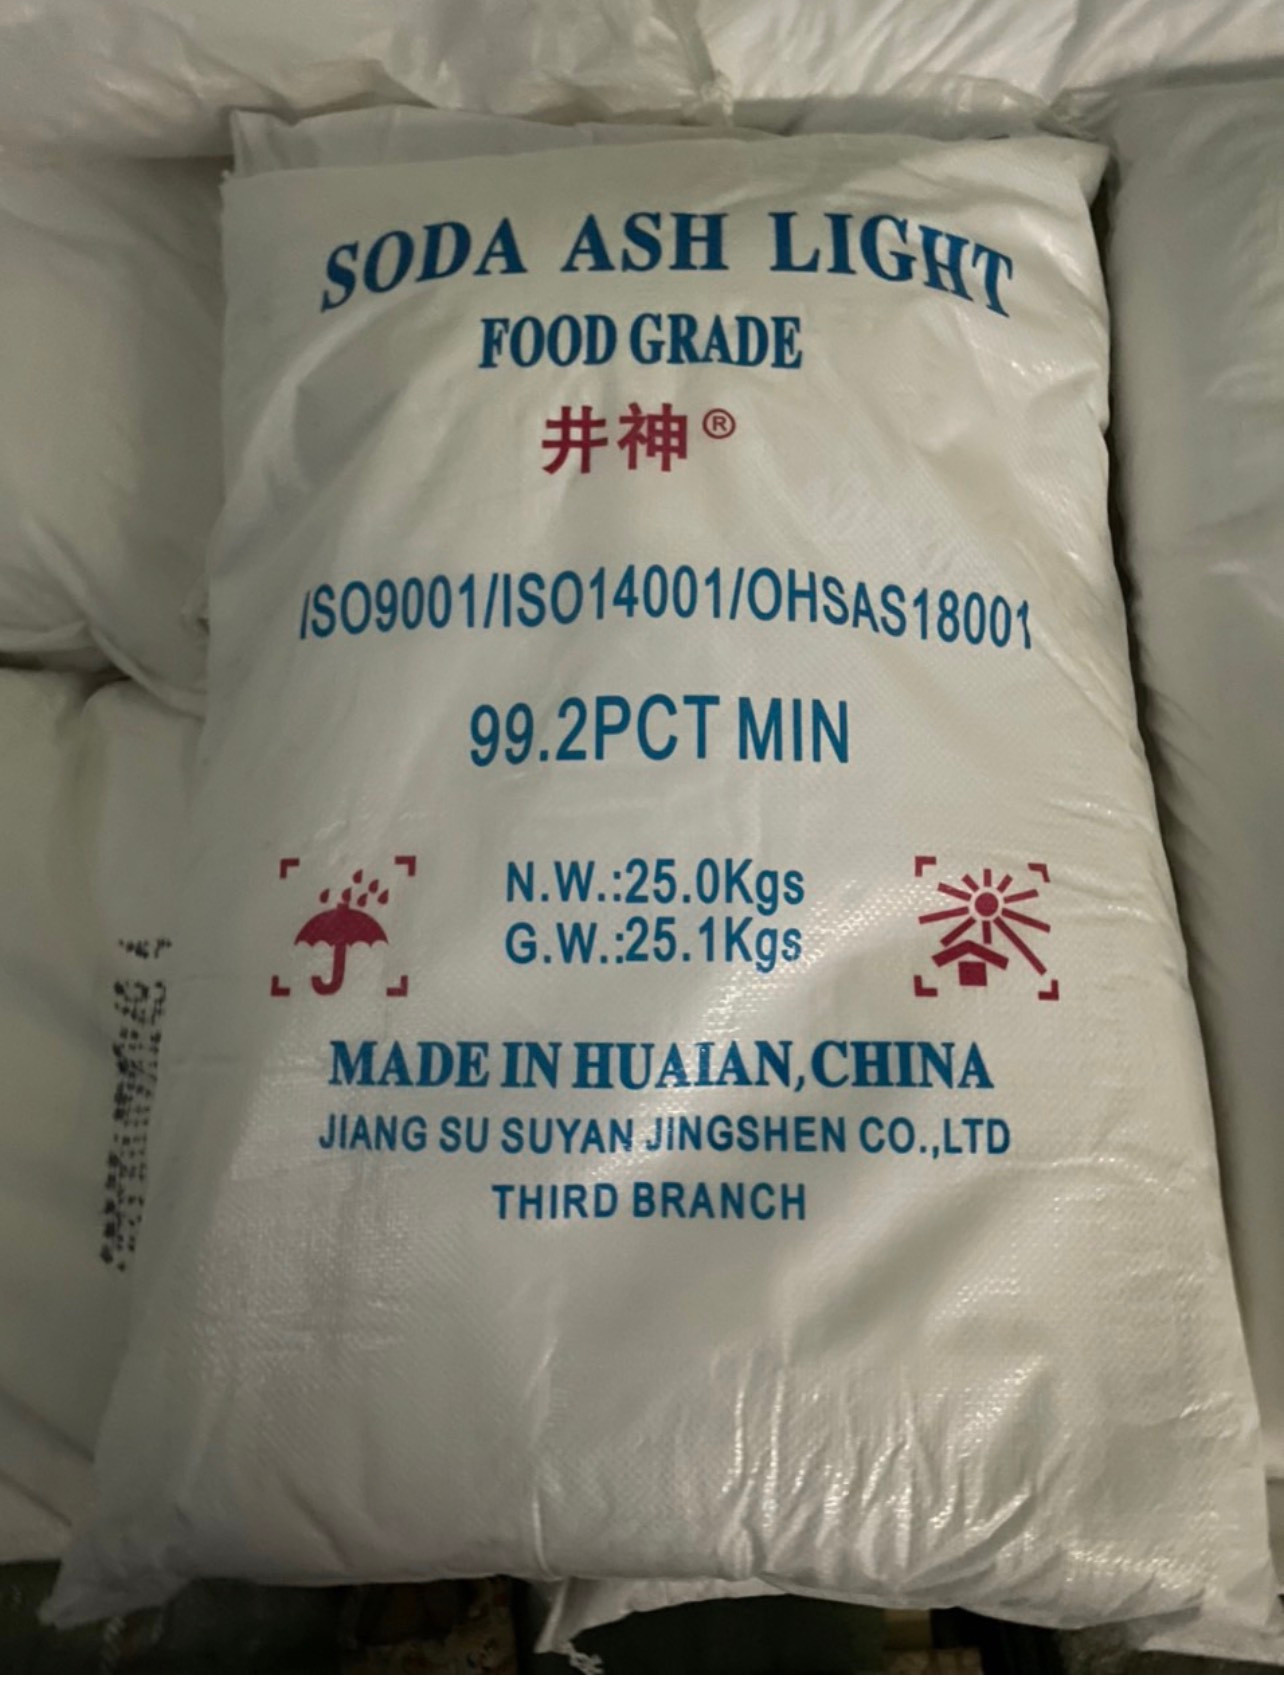 SODA ASH LIGHT
FOOD GRADE
井神®
ISO9001/ISO14001/OHSAS18001
99.2PCT MIN
N.W.:25.0Kgs
G.W.:25.1Kgs
MADE IN HUAIAN,CHINA
JIANG SU SUYAN JINGSHEN CO.,LTD
THIRD BRANCH